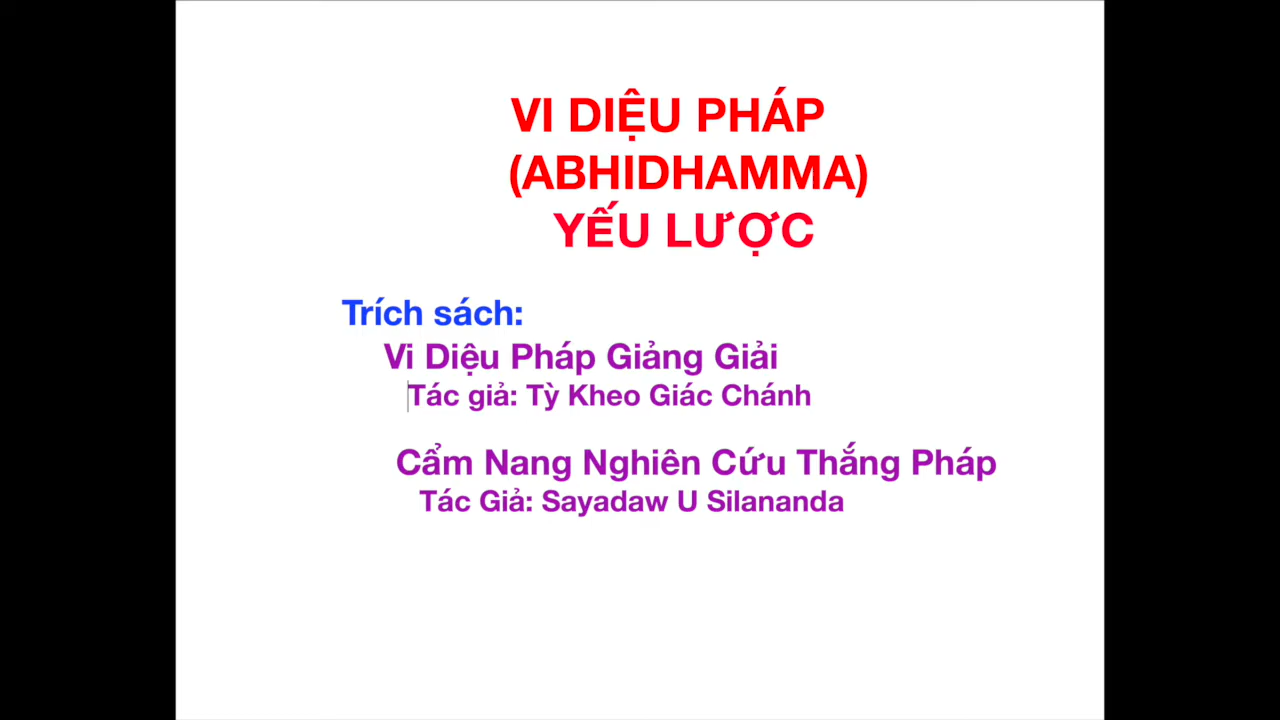 VI DIỆU PHÁP
(ABHIDHAMMA)
YẾU LƯỢC
Trích sách:
Vi Diệu Pháp Giảng Giải
Tác giả: Tỳ Kheo Giác Chánh
Cẩm Nang Nghiên Cứu Thắng Pháp
Tác Giả: Sayadaw U Silananda